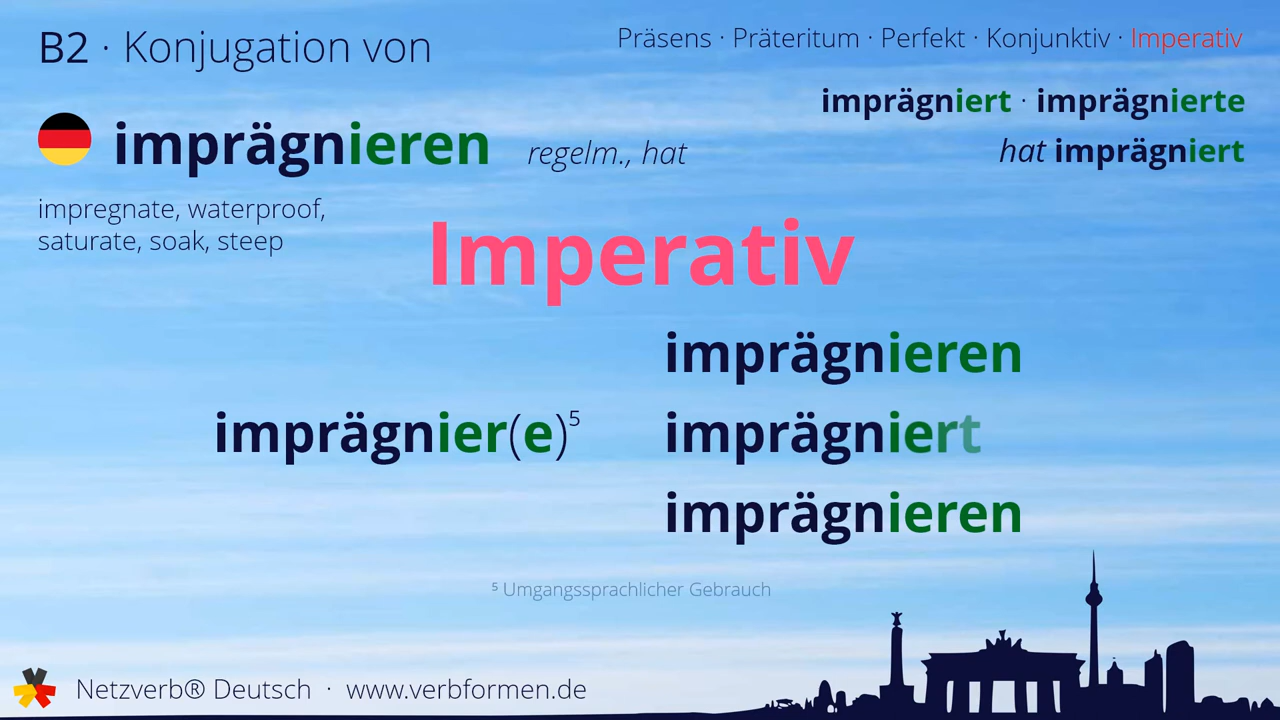 B2 · Konjugation von
Präsens · Präteritum · Perfekt · Konjunktiv · Imperativ
imprägniert · imprägnierte
imprägnieren regelm., hat
hat imprägniert
impregnate, waterproof,
saturate, soak, steep
Imperativ
imprägnieren
imprägnier(e)⁵ imprägniert
imprägnieren
⁵ Umgangssprachlicher Gebrauch
Netzverb® Deutsch · www.verbformen.de